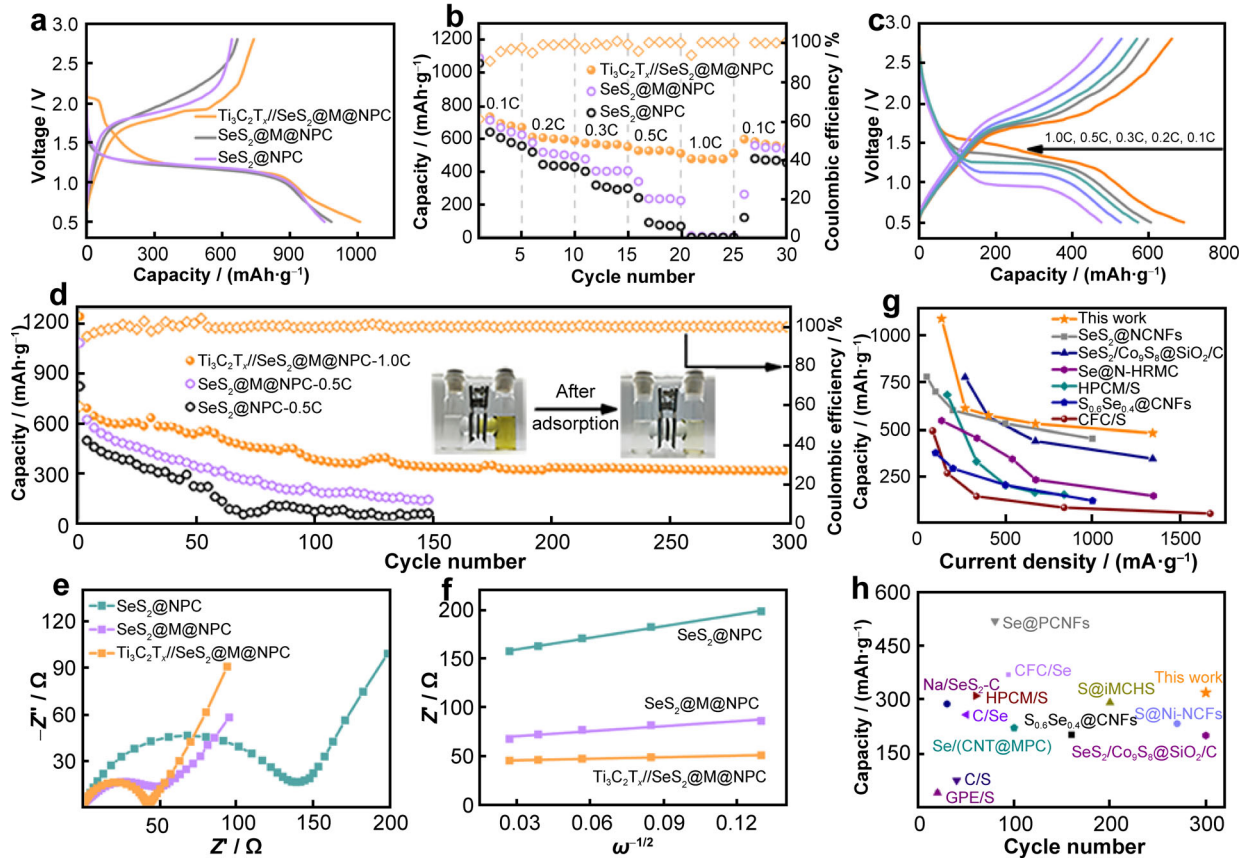 a
3.0
2.5
2.0
1.5
1.0
0.5
Voltage / V
Ti₃C₂Tₓ//SeS₂@M@NPC
SeS₂@M@NPC
SeS₂@NPC
0 300 600 900 1000
Capacity / (mAh·g⁻¹)
b
1200
1000
800
600
400
200
0
Capacity / (mAh·g⁻¹)
Ti₃C₂Tₓ//SeS₂@M@NPC
SeS₂@M@NPC
SeS₂@NPC
0.1C
0.2C
0.3C
0.5C
1.0C
0.1C
100
80
60
40
20
0
Coulombic efficiency / %
5 10 15 20 25 30
Cycle number
c
3.0
2.5
2.0
1.5
1.0
0.5
Voltage / V
1.0C, 0.5C, 0.3C, 0.2C, 0.1C
0 200 400 600 800
Capacity / (mAh·g⁻¹)
d
1200
900
600
300
0
Capacity / (mAh·g⁻¹)
Ti₃C₂Tₓ//SeS₂@M@NPC-1.0C
SeS₂@M@NPC-0.5C
SeS₂@NPC-0.5C
After
adsorption
100
80
60
40
20
0
Coulombic efficiency / %
0 50 100 150 200 250 300
Cycle number
g
1000
750
500
250
0
Capacity / (mAh·g⁻¹)
This work
SeS₂@NCNFs
SeS₂/Co₉S₈@SiO₂/C
Se@N-HRMC
HPCM/S
S₀.₆Se₀.₄@CNFs
CFC/S
0 500 1000 1500
Current density / (mA·g⁻¹)
e
120
90
60
30
−Z'' / Ω
SeS₂@NPC
SeS₂@M@NPC
Ti₃C₂Tₓ//SeS₂@M@NPC
50 100 150 200
Z' / Ω
f
200
150
100
50
0
Z' / Ω
SeS₂@NPC
SeS₂@M@NPC
Ti₃C₂Tₓ//SeS₂@M@NPC
0.03 0.06 0.09 0.12
ω⁻¹/²
h
600
450
300
150
0
Capacity / (mAh·g⁻¹)
Se@PCNFs
CFC/Se
This work
Na/SeS₂-C
HPCM/S
S@iMCHS
C/Se
S₀.₆Se₀.₄@CNFs
S@Ni-NCFs
Se/(CNT@MPC)
SeS₂/Co₉S₈@SiO₂/C
C/S
GPE/S
0 100 200 300
Cycle number